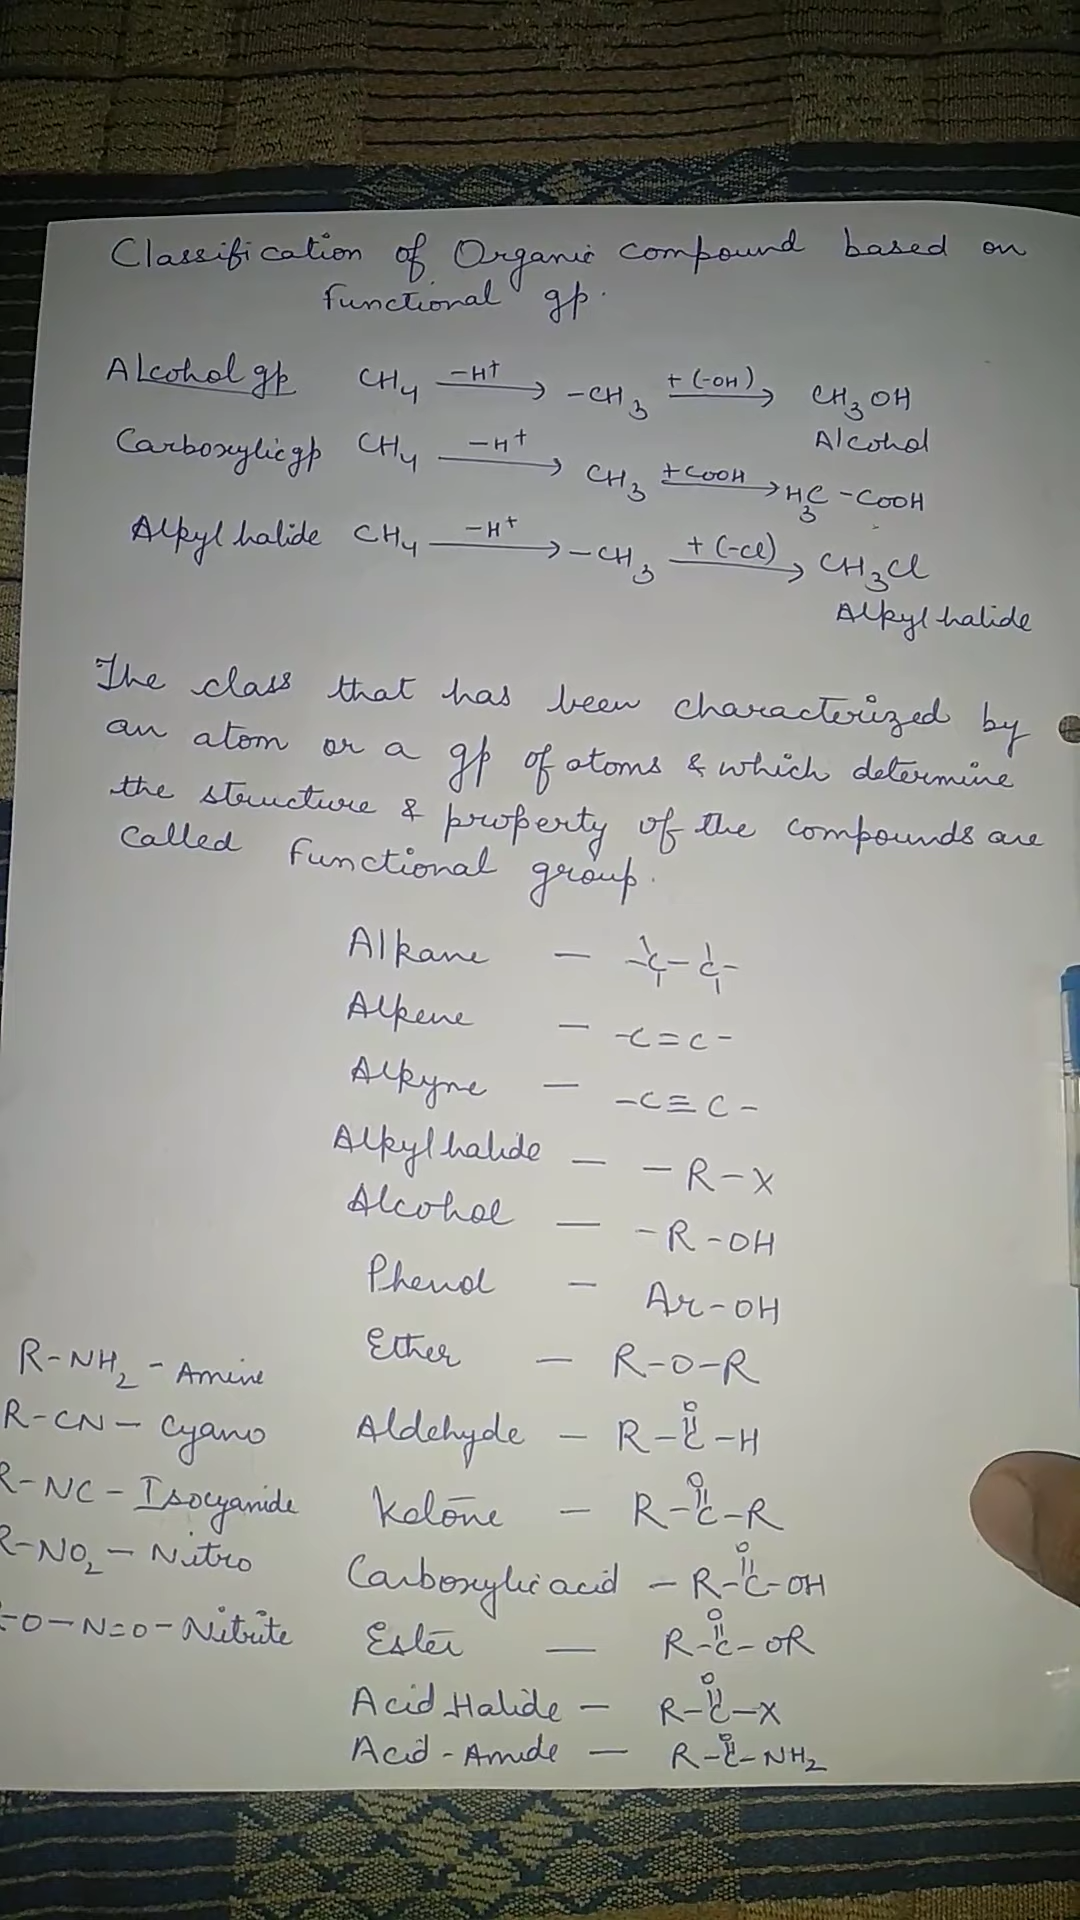 Classification of Organic compound based on
functional gp.
Alcohol gp CH4 -H+ → -CH3 +(-OH) → CH3OH
Alcohol
Carboxylic gp CH4 -H+ → CH3 +COOH → H3C-COOH
Alkyl halide CH4 -H+ → -CH3 +(-Cl) → CH3Cl
Alkyl halide
The class that has been characterized by
an atom or a gp of atoms & which determine
the structure & property of the compounds are
called functional group.
Alkane — -C-C-
Alkene — -C=C-
Alkyne — -C≡C-
Alkyl halide — -R-X
Alcohol — -R-OH
Phenol — Ar-OH
Ether — R-O-R
Aldehyde — R-C(=O)-H
Ketone — R-C(=O)-R
Carboxylic acid — R-C(=O)-OH
Ester — R-C(=O)-OR
Acid Halide — R-C(=O)-X
Acid-Amide — R-C(=O)-NH2
R-NH2 - Amine
R-CN - Cyano
R-NC - Isocyanide
R-NO2 - Nitro
-O-N=O - Nitrite